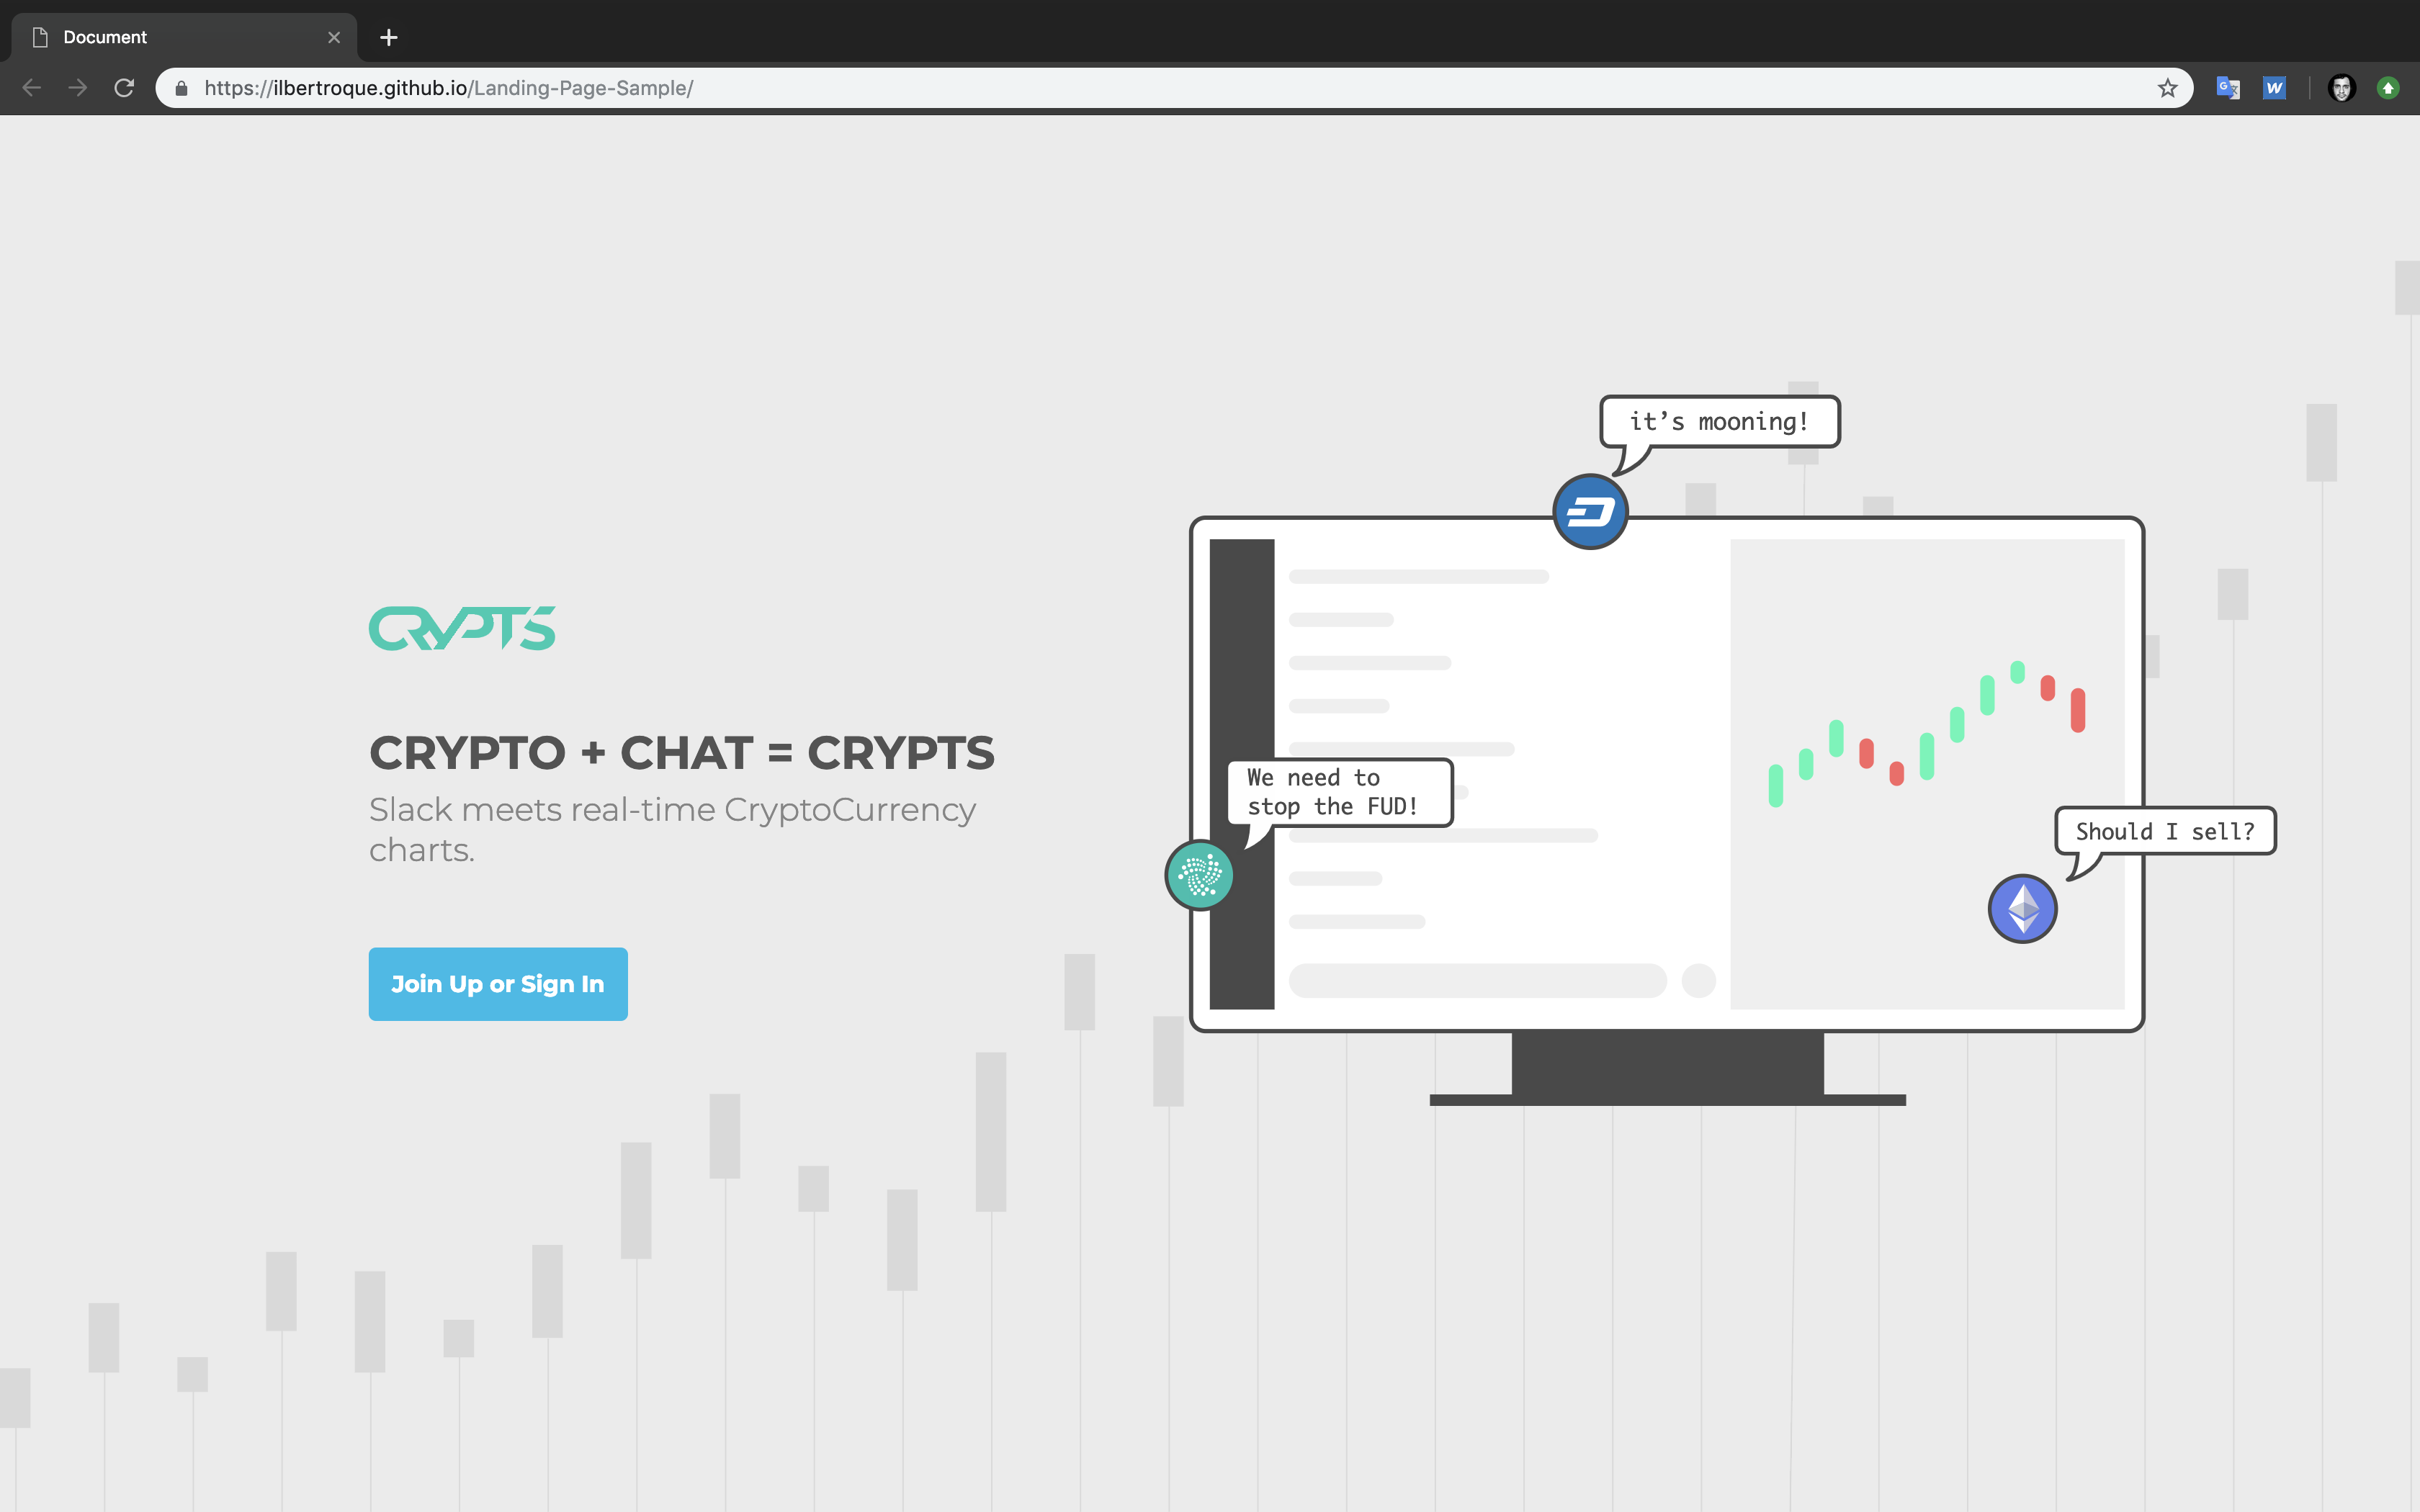 Document
https://ilbertroque.github.io/Landing-Page-Sample/
it’s mooning!
CRYPTS
CRYPTO + CHAT = CRYPTS
Slack meets real-time CryptoCurrency
charts.
We need to
stop the FUD!
Should I sell?
Join Up or Sign In